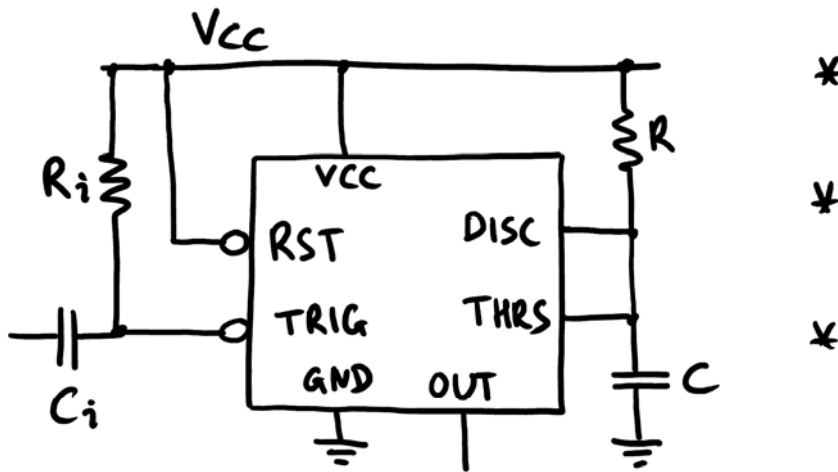 VCC
*
R
Ri
VCC
*
RST
DISC
TRIG
THRS
*
GND
OUT
C
Ci